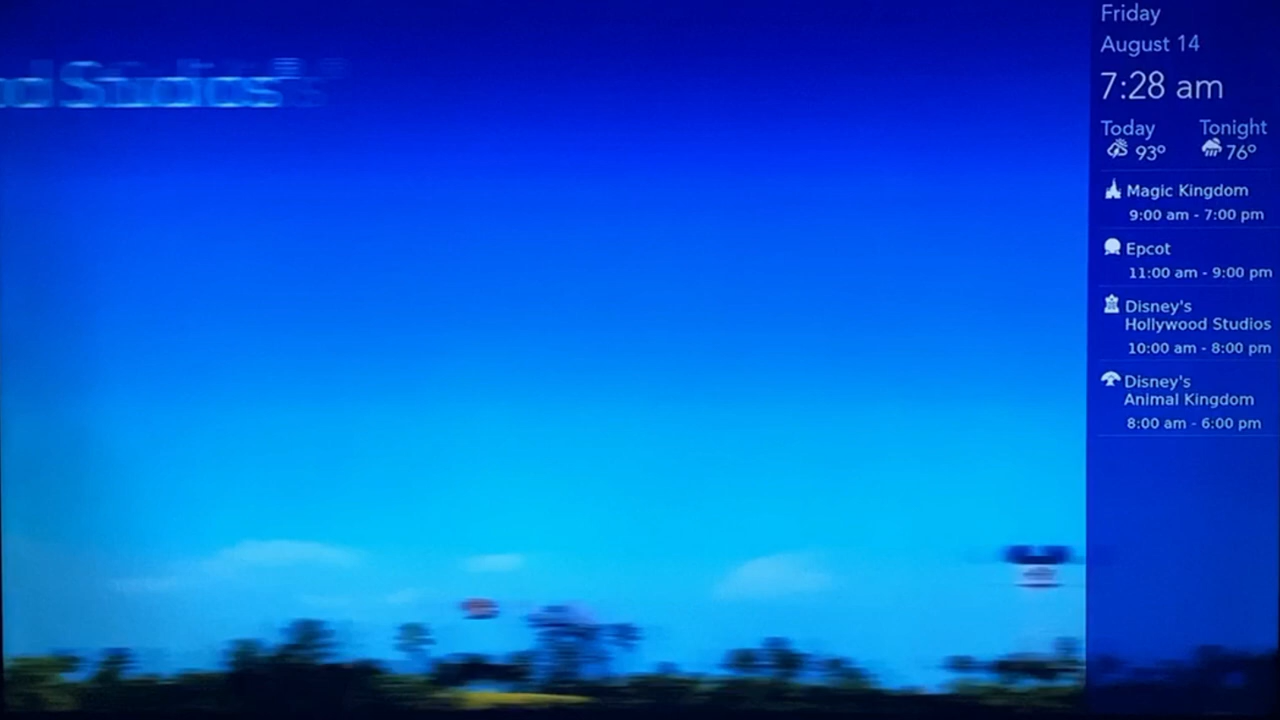 d Studios
Friday
August 14
7:28 am
Today Tonight
93° 76°
Magic Kingdom
9:00 am - 7:00 pm
Epcot
11:00 am - 9:00 pm
Disney's
Hollywood Studios
10:00 am - 8:00 pm
Disney's
Animal Kingdom
8:00 am - 6:00 pm